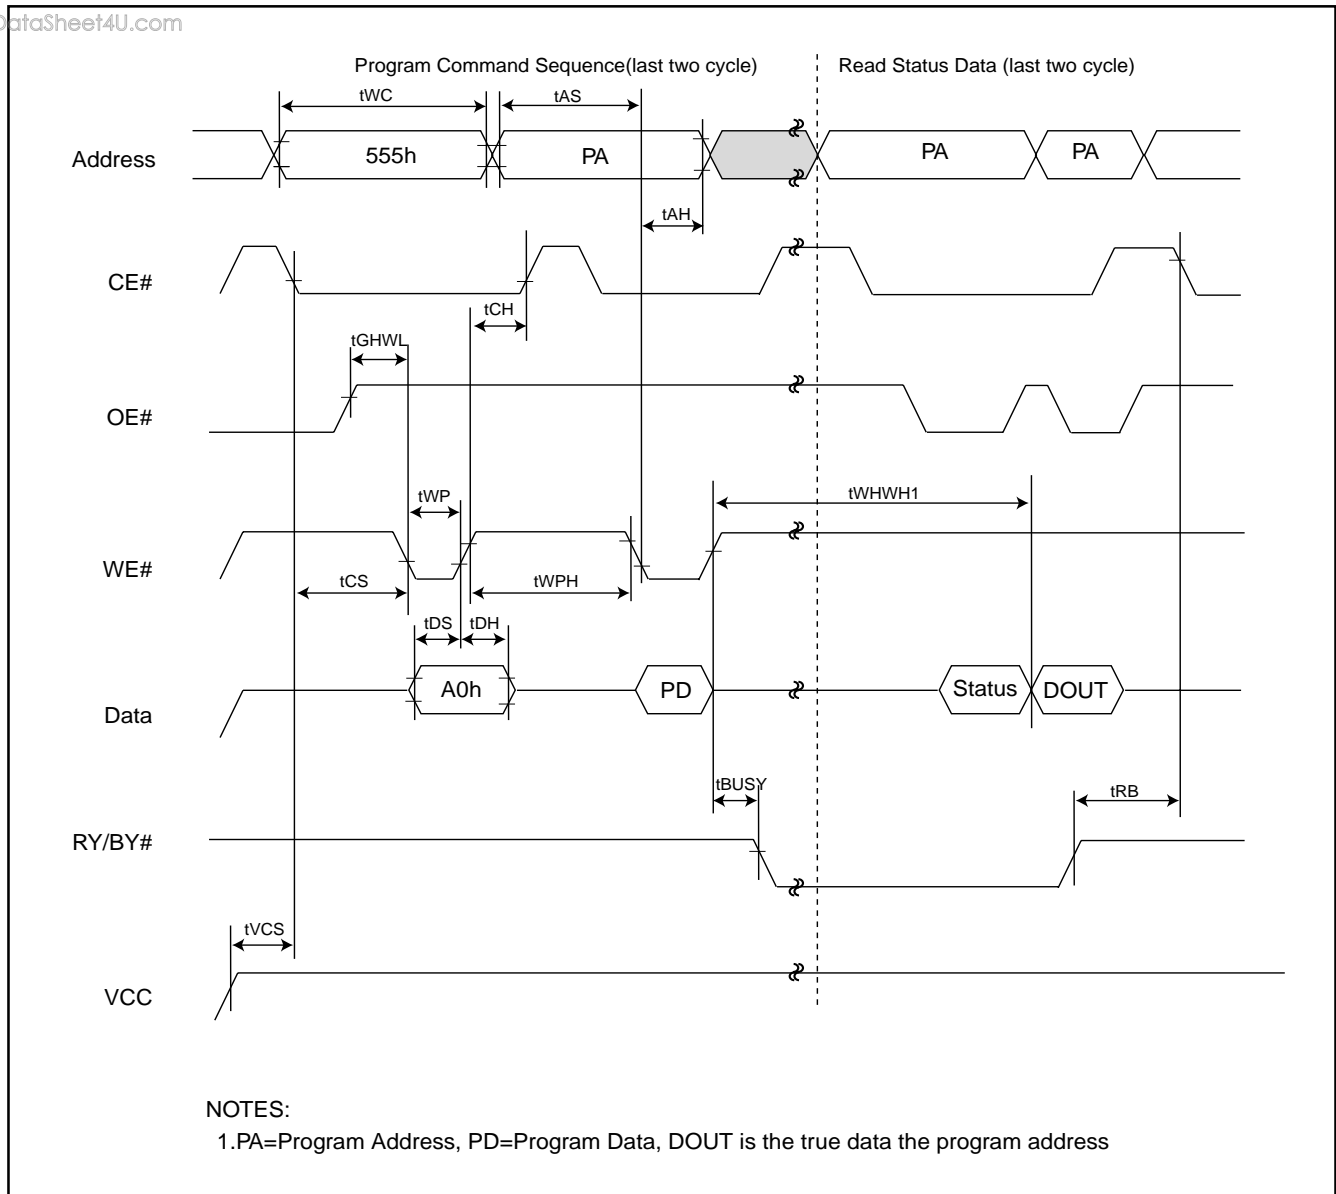 DataSheet4U.com
Program Command Sequence(last two cycle)
Read Status Data (last two cycle)
tWC
tAS
Address
555h
PA
PA
PA
tAH
CE#
tCH
tGHWL
OE#
tWP
tWHWH1
WE#
tCS
tWPH
tDS
tDH
A0h
PD
Status
DOUT
Data
tBUSY
tRB
RY/BY#
tVCS
VCC
NOTES:
1.PA=Program Address, PD=Program Data, DOUT is the true data the program address